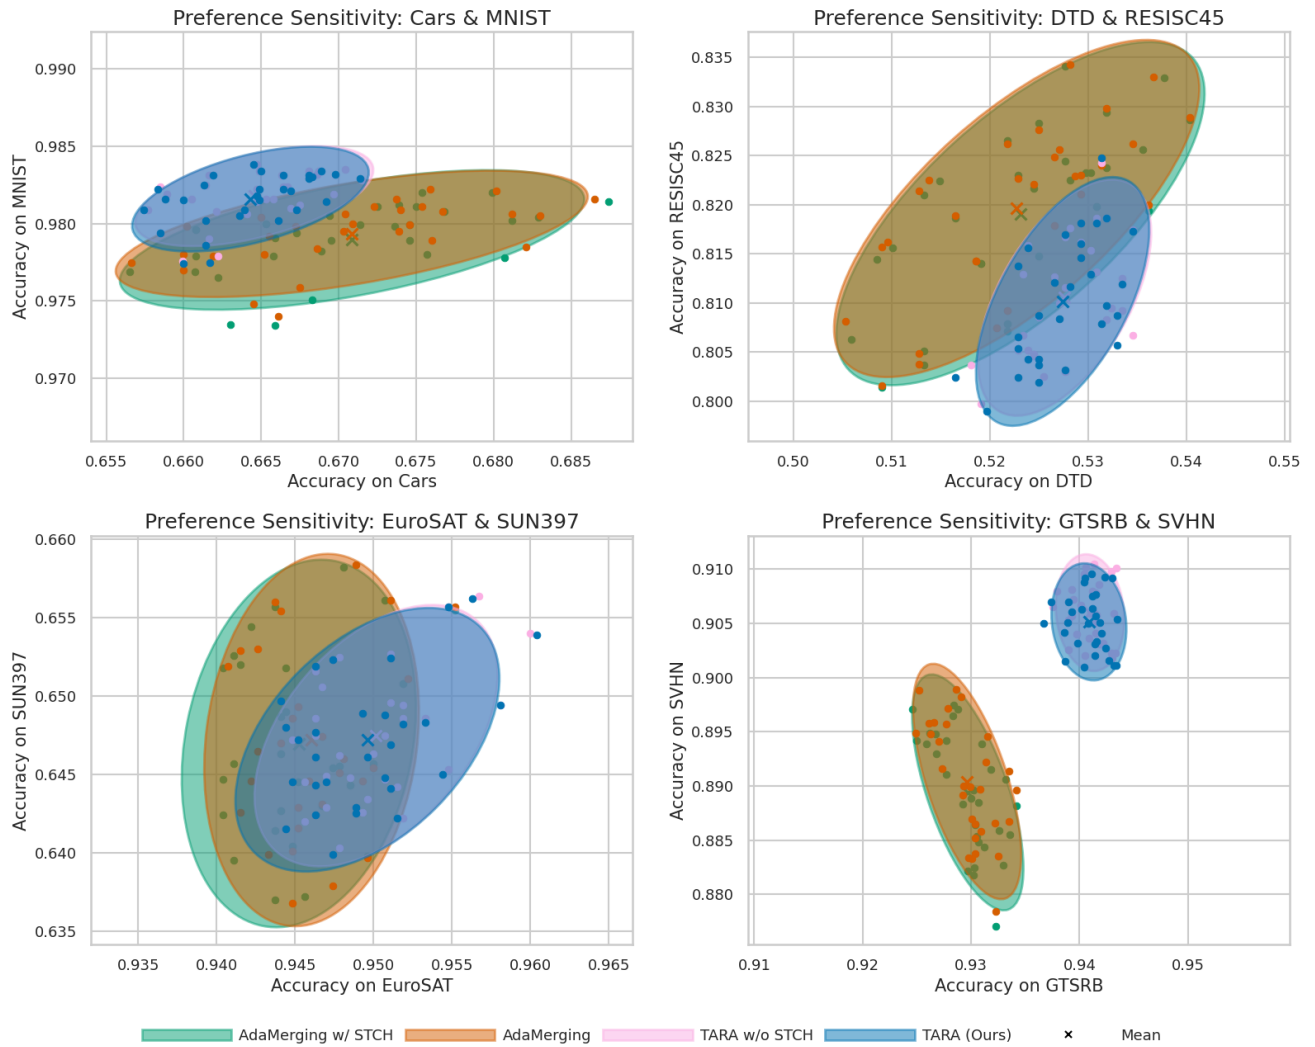 Preference Sensitivity: Cars & MNIST
0.990
0.985
0.980
0.975
0.970
Accuracy on MNIST
0.655 0.660 0.665 0.670 0.675 0.680 0.685
Accuracy on Cars
Preference Sensitivity: DTD & RESISC45
0.835
0.830
0.825
0.820
0.815
0.810
0.805
0.800
Accuracy on RESISC45
0.50 0.51 0.52 0.53 0.54 0.55
Accuracy on DTD
Preference Sensitivity: EuroSAT & SUN397
0.660
0.655
0.650
0.645
0.640
0.635
Accuracy on SUN397
0.935 0.940 0.945 0.950 0.955 0.960 0.965
Accuracy on EuroSAT
Preference Sensitivity: GTSRB & SVHN
0.910
0.905
0.900
0.895
0.890
0.885
0.880
Accuracy on SVHN
0.91 0.92 0.93 0.94 0.95
Accuracy on GTSRB
AdaMerging w/ STCH AdaMerging TARA w/o STCH TARA (Ours) Mean